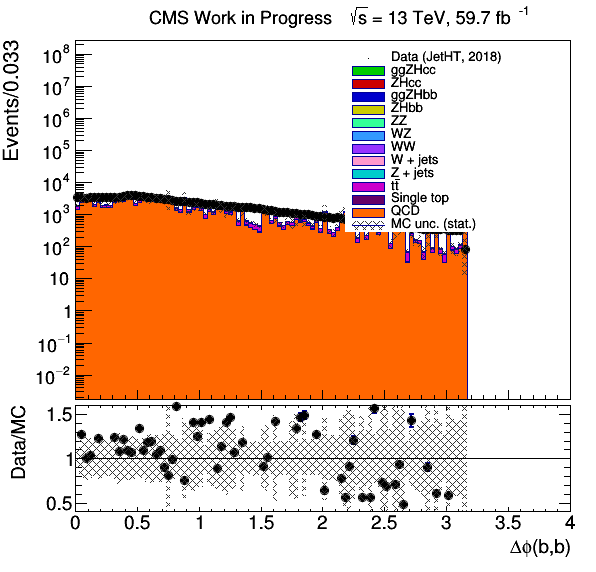 CMS Work in Progress √s = 13 TeV, 59.7 fb⁻¹
Events/0.033
10⁸
10⁷
10⁶
10⁵
10⁴
10³
10²
10
1
10⁻¹
10⁻²
Data (JetHT, 2018)
ggZHcc
ZHcc
ggZHbb
ZHbb
ZZ
WZ
WW
W + jets
Z + jets
tt̄
Single top
QCD
MC unc. (stat.)
Data/MC
1.5
1
0.5
0 0.5 1 1.5 2 2.5 3 3.5 4
Δϕ(b,b)